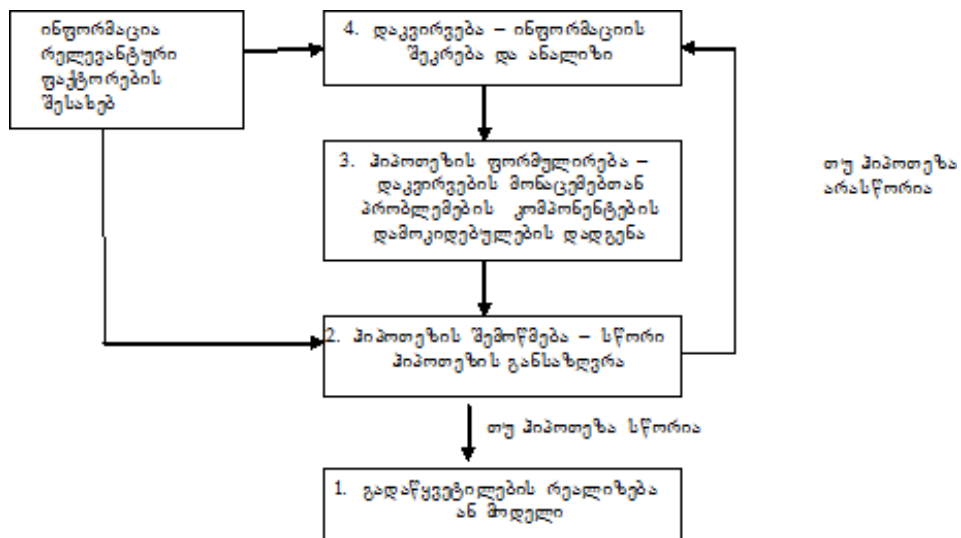 ინფორმაცია
რელევანტური
ფაქტორების
შესახებ
4. დაკვირვება – ინფორმაციის
შეკრება და ანალიზი
3. ჰიპოთეზის ფორმულირება –
დაკვირვების მონაცემებთან
პრობლემების კომპონენტების
დამოკიდებულების დადგენა
თუ ჰიპოთეზა
არასწორია
2. ჰიპოთეზის შემოწმება – სწორი
ჰიპოთეზის განსაზღვრა
თუ ჰიპოთეზა სწორია
1. გადაწყვეტილების რეალიზება
ან მოდელი